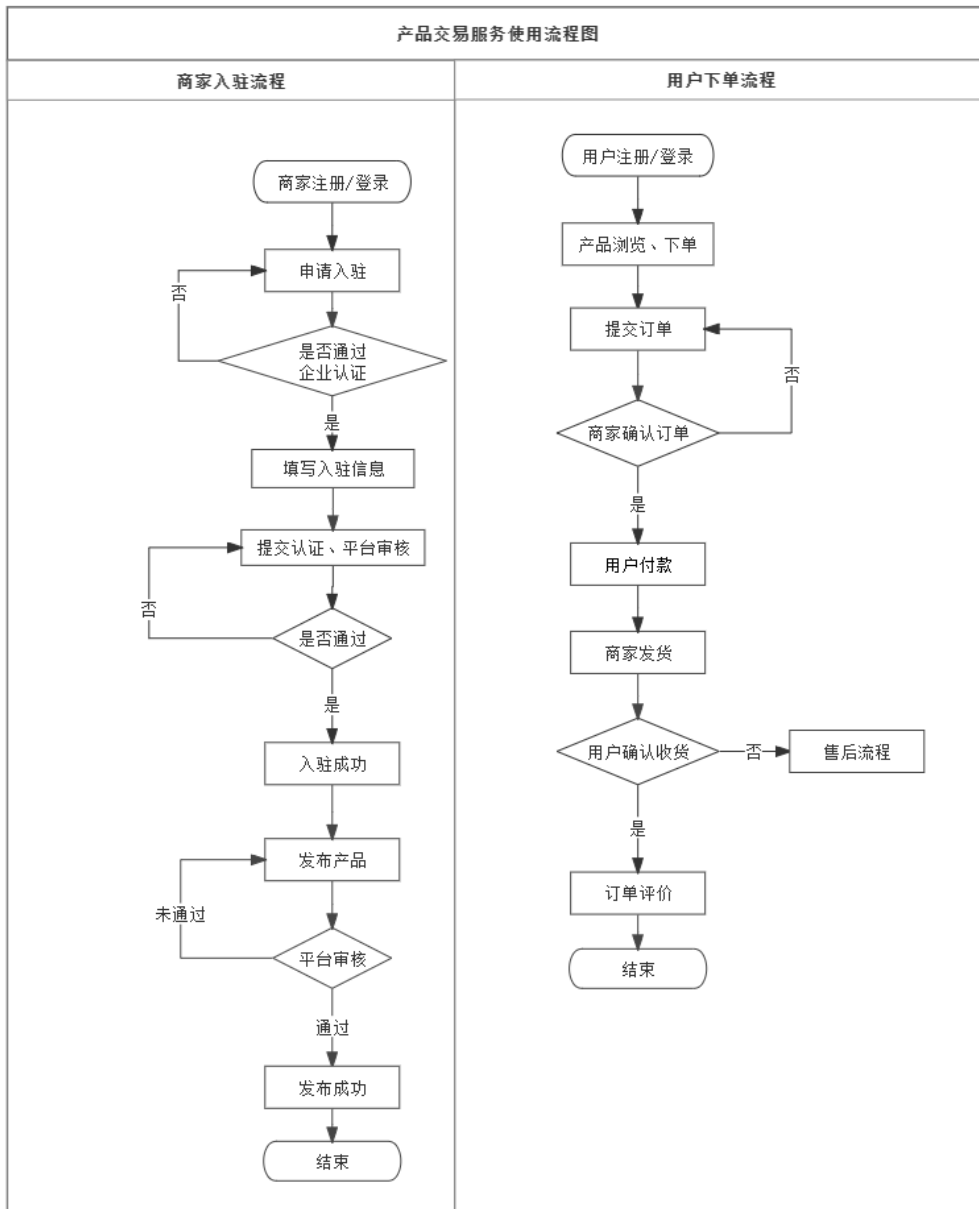 产品交易服务使用流程图
商家入驻流程
商家注册/登录
申请入驻
否
是否通过
企业认证
是
填写入驻信息
提交认证、平台审核
否
是否通过
是
入驻成功
发布产品
未通过
平台审核
通过
发布成功
结束
用户下单流程
用户注册/登录
产品浏览、下单
提交订单
否
商家确认订单
是
用户付款
商家发货
用户确认收货
否
售后流程
是
订单评价
结束